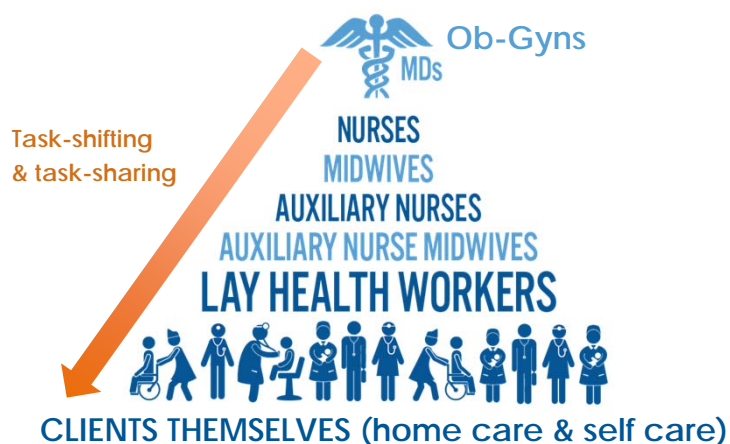 Ob-Gyns
MDs
Task-shifting
& task-sharing
NURSES
MIDWIVES
AUXILIARY NURSES
AUXILIARY NURSE MIDWIVES
LAY HEALTH WORKERS
CLIENTS THEMSELVES (home care & self care)